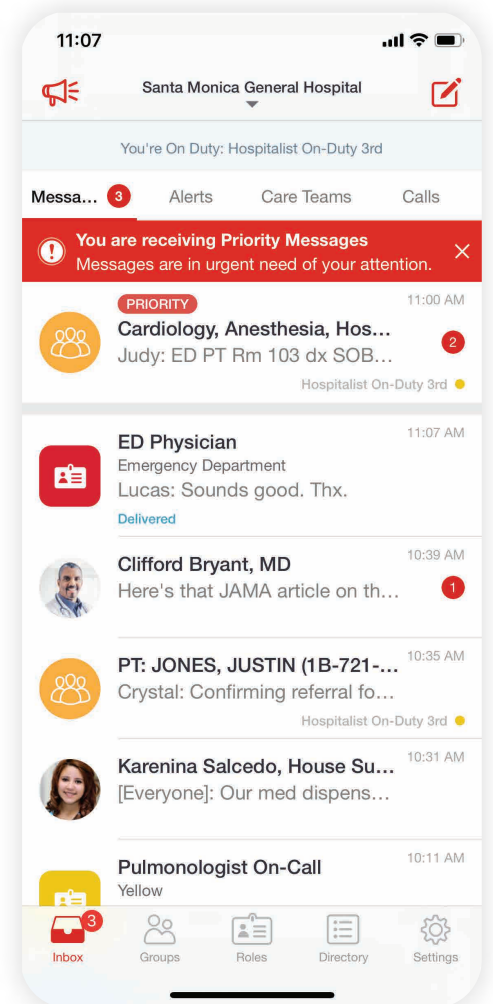 11:07
Santa Monica General Hospital
You're On Duty: Hospitalist On-Duty 3rd
Messa... 3 Alerts Care Teams Calls
You are receiving Priority Messages
Messages are in urgent need of your attention.
PRIORITY 11:00 AM
Cardiology, Anesthesia, Hos...
Judy: ED PT Rm 103 dx SOB... 2
Hospitalist On-Duty 3rd
ED Physician 11:07 AM
Emergency Department
Lucas: Sounds good. Thx.
Delivered
Clifford Bryant, MD 10:39 AM
Here's that JAMA article on th... 1
PT: JONES, JUSTIN (1B-721-... 10:35 AM
Crystal: Confirming referral fo...
Hospitalist On-Duty 3rd
Karenina Salcedo, House Su... 10:31 AM
[Everyone]: Our med dispens...
Pulmonologist On-Call 10:11 AM
Yellow
3
Inbox Groups Roles Directory Settings